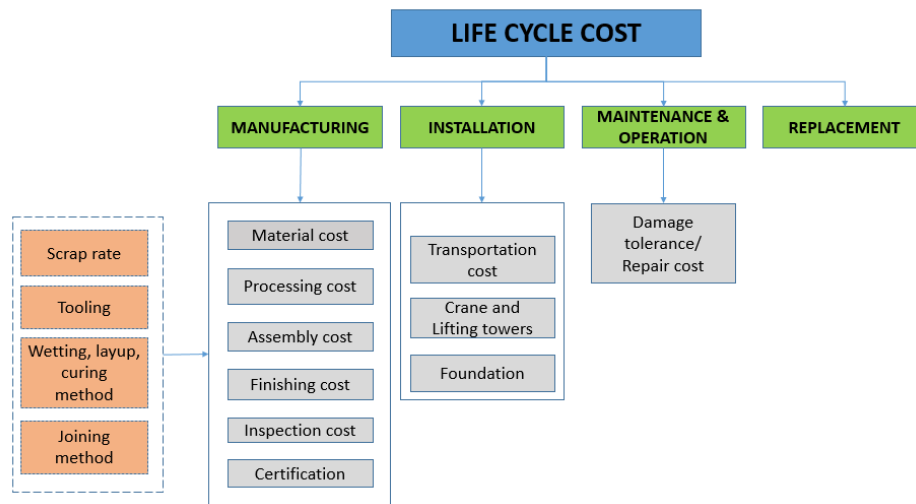 LIFE CYCLE COST
MANUFACTURING
INSTALLATION
MAINTENANCE &
OPERATION
REPLACEMENT
Scrap rate
Tooling
Wetting, layup,
curing
method
Joining
method
Material cost
Processing cost
Assembly cost
Finishing cost
Inspection cost
Certification
Transportation
cost
Crane and
Lifting towers
Foundation
Damage
tolerance/
Repair cost